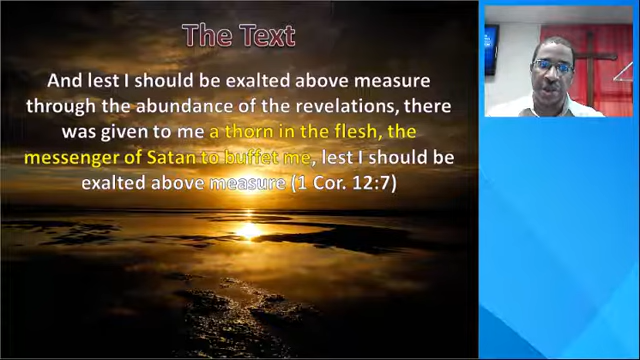 The Text
And lest I should be exalted above measure
through the abundance of the revelations, there
was given to me a thorn in the flesh, the
messenger of Satan to buffet me, lest I should be
exalted above measure (1 Cor. 12:7)